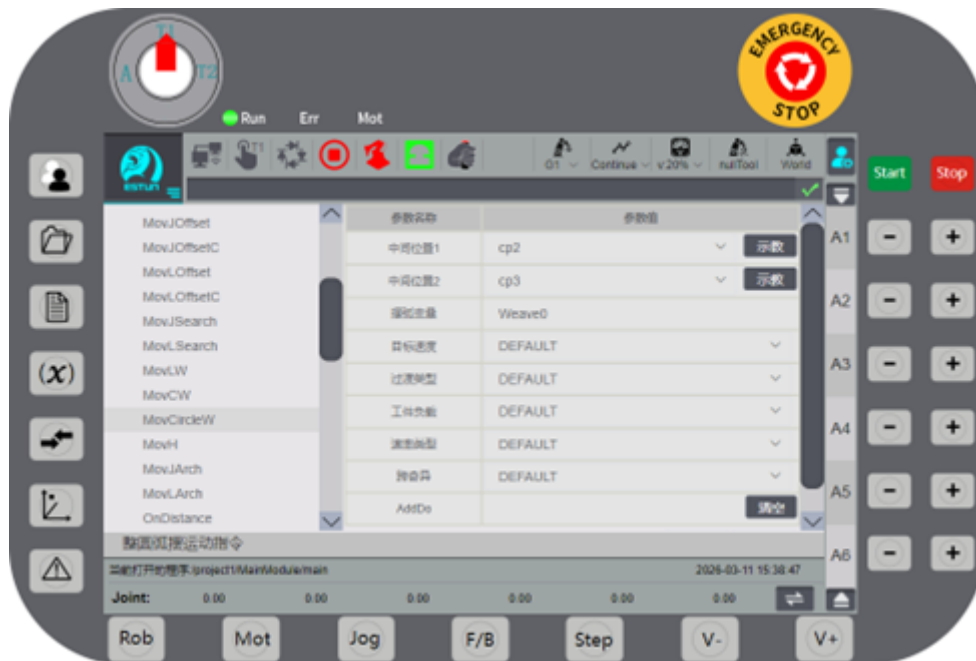 T1
A
T2
EMERGENCY
STOP
Run Err Mot
T1
ESTUN
G1 Continue v:20% nullTool World
Start Stop
MovJOffset
MovJOffsetC
MovLOffset
MovLOffsetC
MovJSearch
MovLSearch
MovLW
MovCW
MovCircleW
MovH
MovJArch
MovLArch
OnDistance
参数名称 参数值
中间位置1 cp2 示教
中间位置2 cp3 示教
摆弧变量 Weave0
目标速度 DEFAULT
过渡类型 DEFAULT
工件负载 DEFAULT
速度类型 DEFAULT
跨奇异 DEFAULT
AddDo 清空
A1 - +
A2 - +
A3 - +
A4 - +
A5 - +
A6 - +
(x)
整圆弧摆运动指令
当前打开的程序:/project1/MainModule/main 2026-03-11 15:38:47
Joint: 0.00 0.00 0.00 0.00 0.00 0.00
Rob Mot Jog F/B Step V- V+